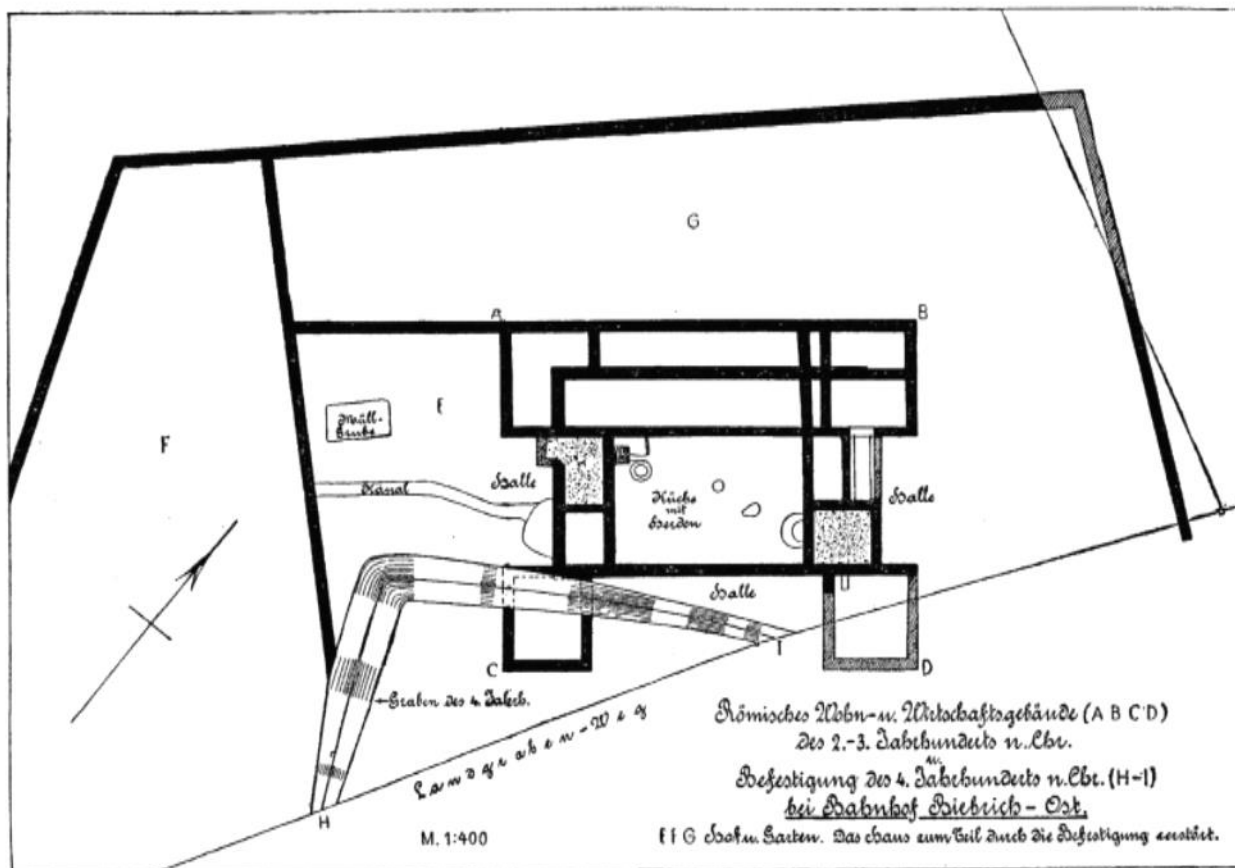 G
A
B
E
F
Müll-
Grube
Kanal
Halle
Küche
mit
Herden
Halle
Halle
I
C
D
←Graben des 4. Jahrh.
Landgraben-Weg
H
M. 1:400
Römisches Wohn- u. Wirtschaftsgebäude (A B C D)
des 2.-3. Jahrhunderts n. Chr.
u.
Befestigung des 4. Jahrhunderts n. Chr. (H-I)
bei Bahnhof Biebrich-Ost.
E F G Hof u. Garten. Das Haus zum Teil durch die Befestigung zerstört.